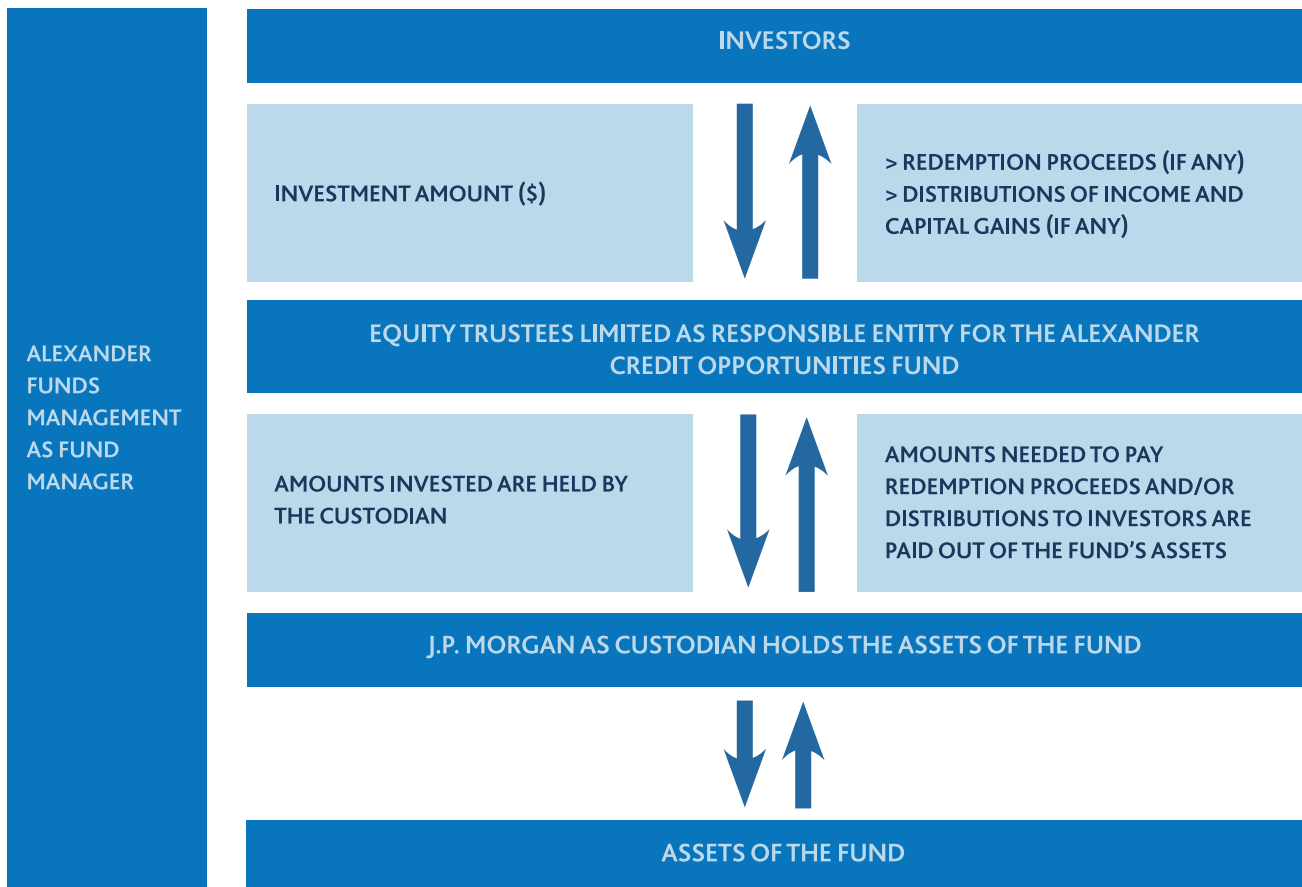 ALEXANDER
FUNDS
MANAGEMENT
AS FUND
MANAGER
INVESTORS
INVESTMENT AMOUNT ($)
> REDEMPTION PROCEEDS (IF ANY)
> DISTRIBUTIONS OF INCOME AND
CAPITAL GAINS (IF ANY)
EQUITY TRUSTEES LIMITED AS RESPONSIBLE ENTITY FOR THE ALEXANDER
CREDIT OPPORTUNITIES FUND
AMOUNTS INVESTED ARE HELD BY
THE CUSTODIAN
AMOUNTS NEEDED TO PAY
REDEMPTION PROCEEDS AND/OR
DISTRIBUTIONS TO INVESTORS ARE
PAID OUT OF THE FUND'S ASSETS
J.P. MORGAN AS CUSTODIAN HOLDS THE ASSETS OF THE FUND
ASSETS OF THE FUND